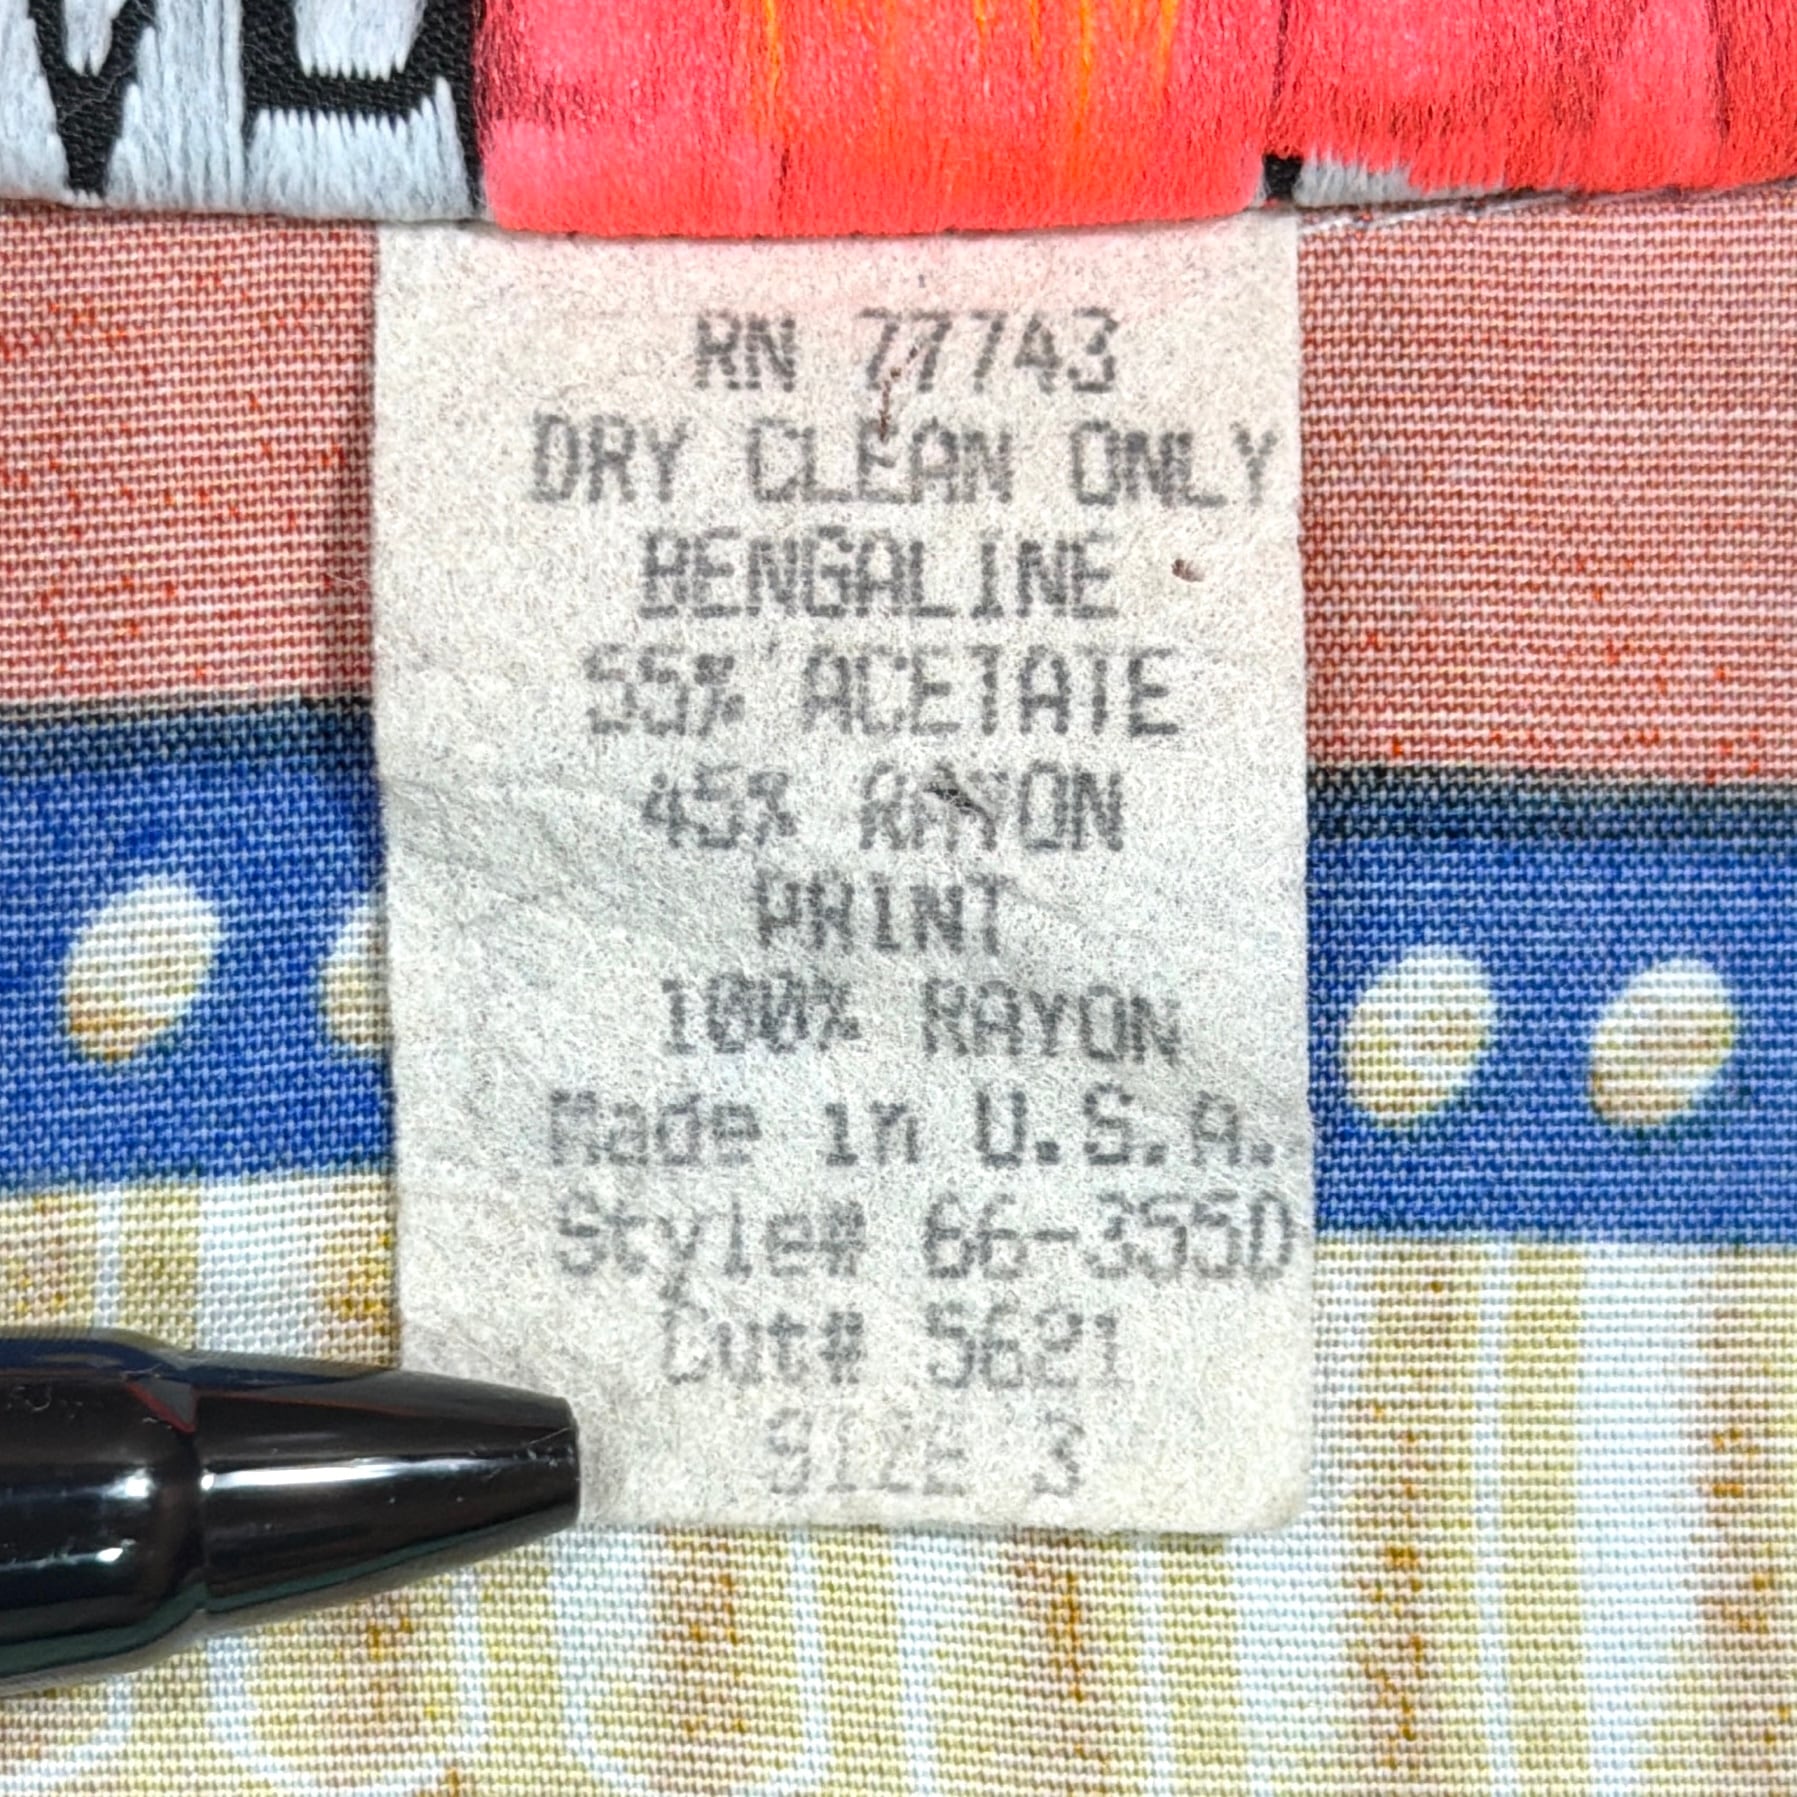 RN 77743
DRY CLEAN ONLY
BENGALINE
55% ACETATE
45% RAYON
PRINT
100% RAYON
Made in U.S.A.
Style# 66-355D
Cut# 5621
SIZE 3